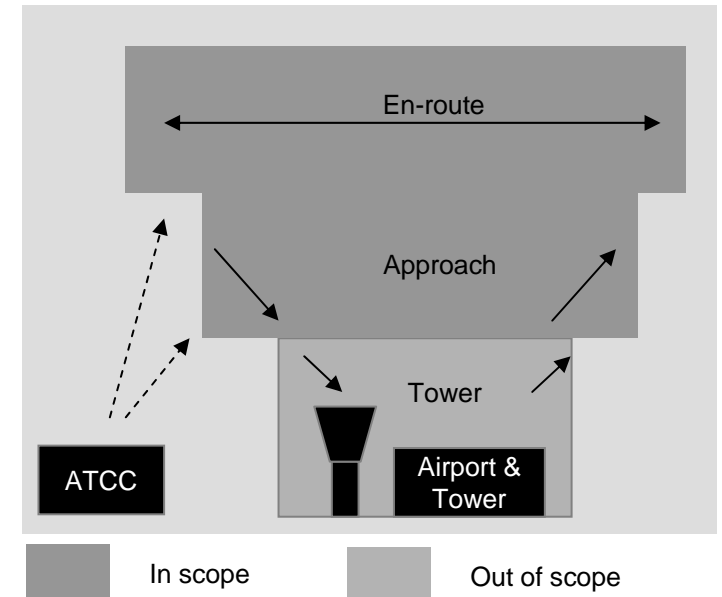 En-route
Approach
Tower
ATCC
Airport &
Tower
In scope
Out of scope